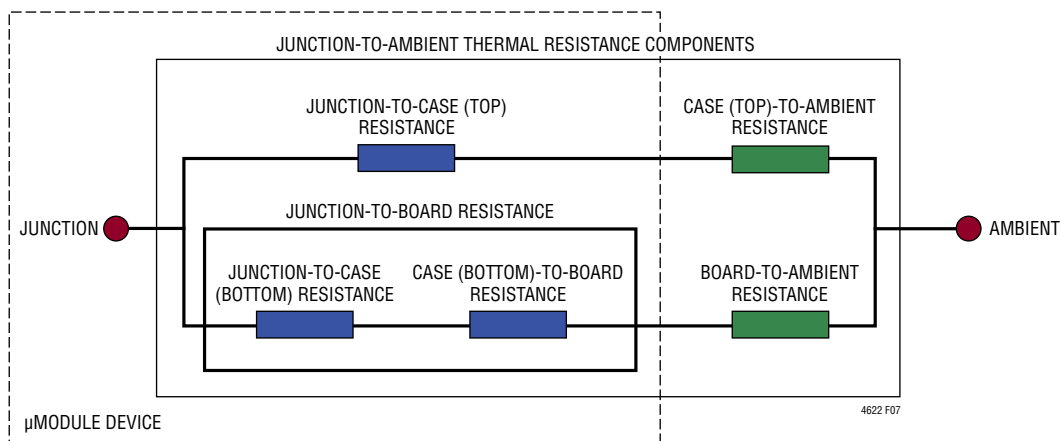 JUNCTION-TO-AMBIENT THERMAL RESISTANCE COMPONENTS
JUNCTION-TO-CASE (TOP)
RESISTANCE
CASE (TOP)-TO-AMBIENT
RESISTANCE
JUNCTION
JUNCTION-TO-BOARD RESISTANCE
AMBIENT
JUNCTION-TO-CASE
(BOTTOM) RESISTANCE
CASE (BOTTOM)-TO-BOARD
RESISTANCE
BOARD-TO-AMBIENT
RESISTANCE
4622 F07
µMODULE DEVICE